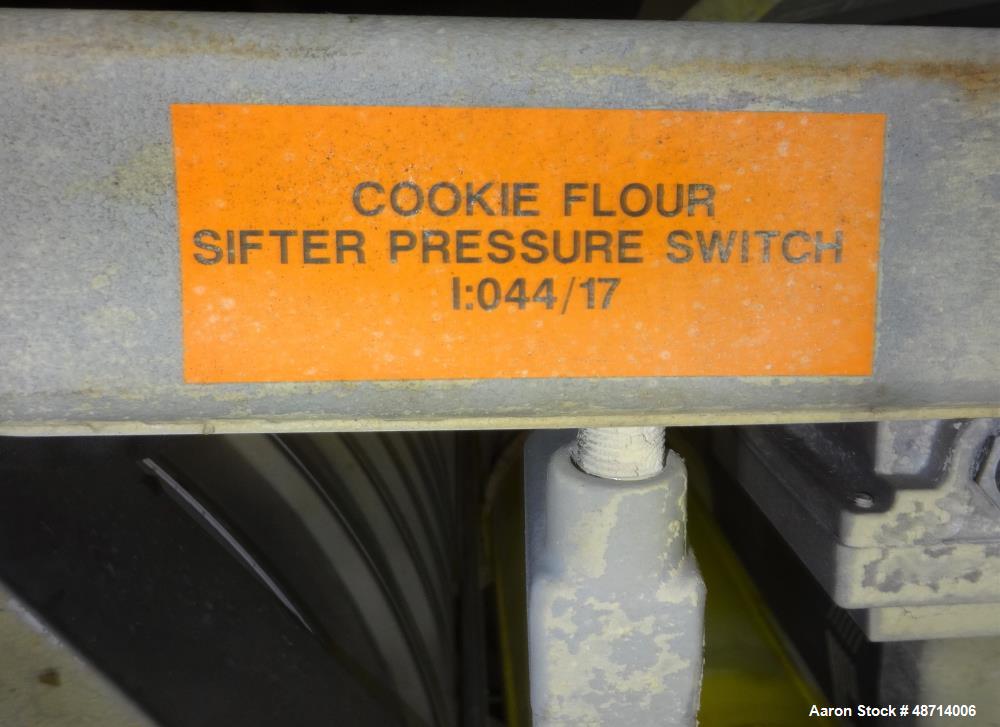 COOKIE FLOUR
SIFTER PRESSURE SWITCH
I:044/17
Aaron Stock # 48714006